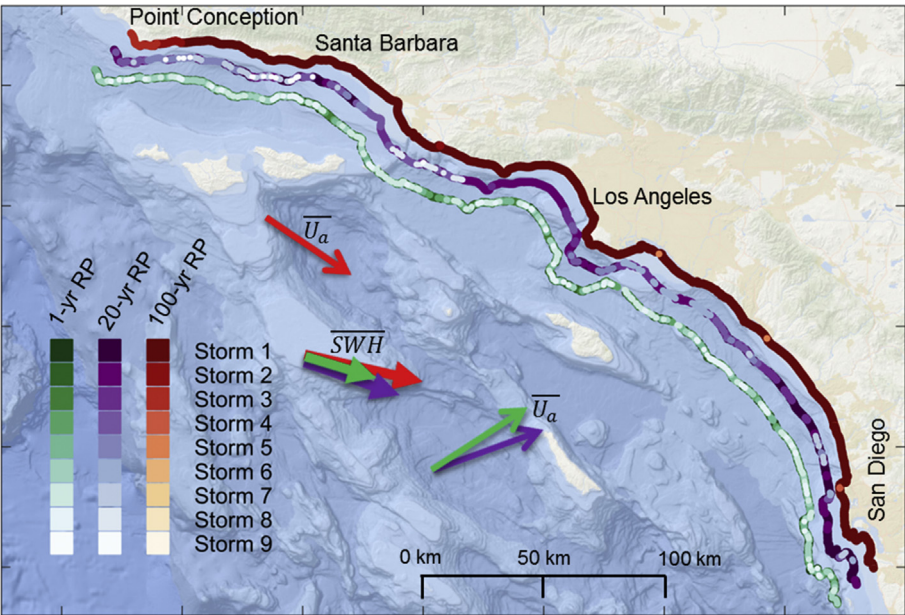 Point Conception
Santa Barbara
Los Angeles
Ua
SWH
Ua
San Diego
1-yr RP
20-yr RP
100-yr RP
Storm 1
Storm 2
Storm 3
Storm 4
Storm 5
Storm 6
Storm 7
Storm 8
Storm 9
0 km 50 km 100 km